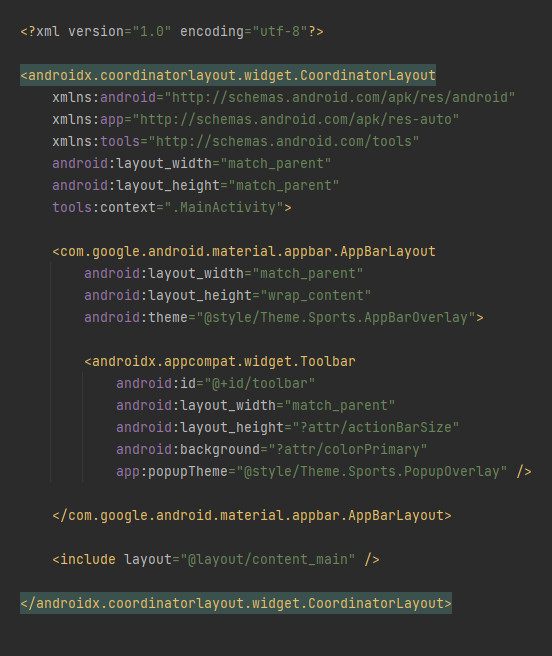 <?xml version="1.0" encoding="utf-8"?>
<androidx.coordinatorlayout.widget.CoordinatorLayout
xmlns:android="http://schemas.android.com/apk/res/android"
xmlns:app="http://schemas.android.com/apk/res-auto"
xmlns:tools="http://schemas.android.com/tools"
android:layout_width="match_parent"
android:layout_height="match_parent"
tools:context=".MainActivity">
<com.google.android.material.appbar.AppBarLayout
android:layout_width="match_parent"
android:layout_height="wrap_content"
android:theme="@style/Theme.Sports.AppBarOverlay">
<androidx.appcompat.widget.Toolbar
android:id="@+id/toolbar"
android:layout_width="match_parent"
android:layout_height="?attr/actionBarSize"
android:background="?attr/colorPrimary"
app:popupTheme="@style/Theme.Sports.PopupOverlay" />
</com.google.android.material.appbar.AppBarLayout>
<include layout="@layout/content_main" />
</androidx.coordinatorlayout.widget.CoordinatorLayout>